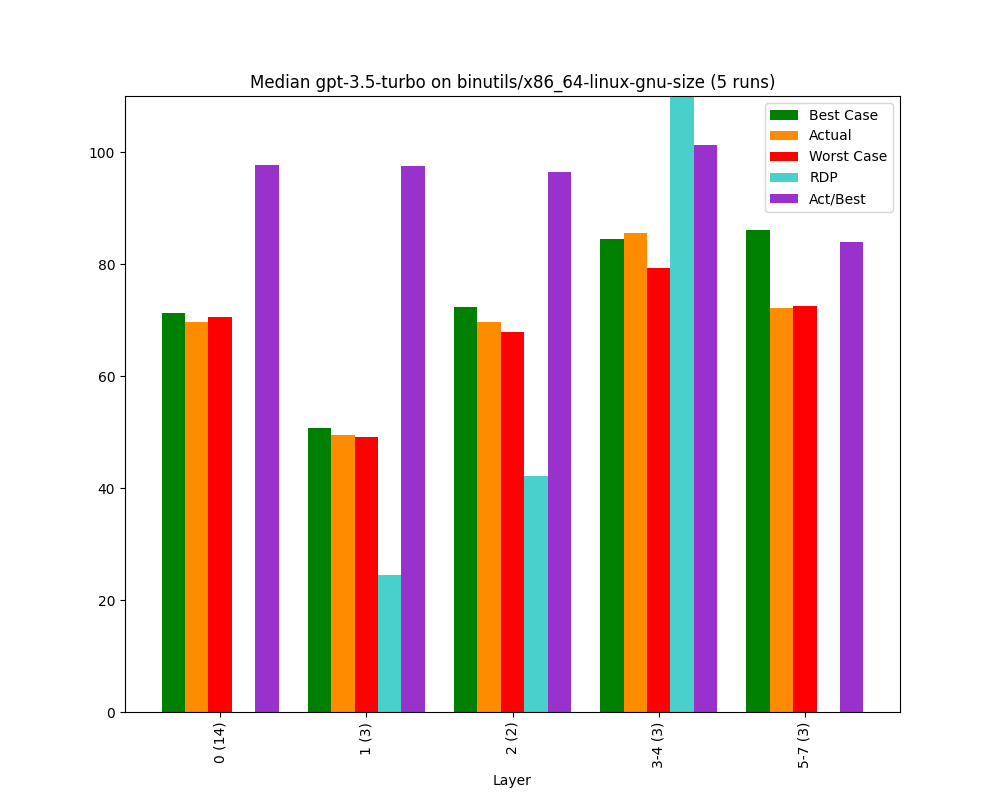 Median gpt-3.5-turbo on binutils/x86_64-linux-gnu-size (5 runs)
Best Case
Actual
Worst Case
RDP
Act/Best
100
80
60
40
20
0
0 (14)
1 (3)
2 (2)
3-4 (3)
5-7 (3)
Layer